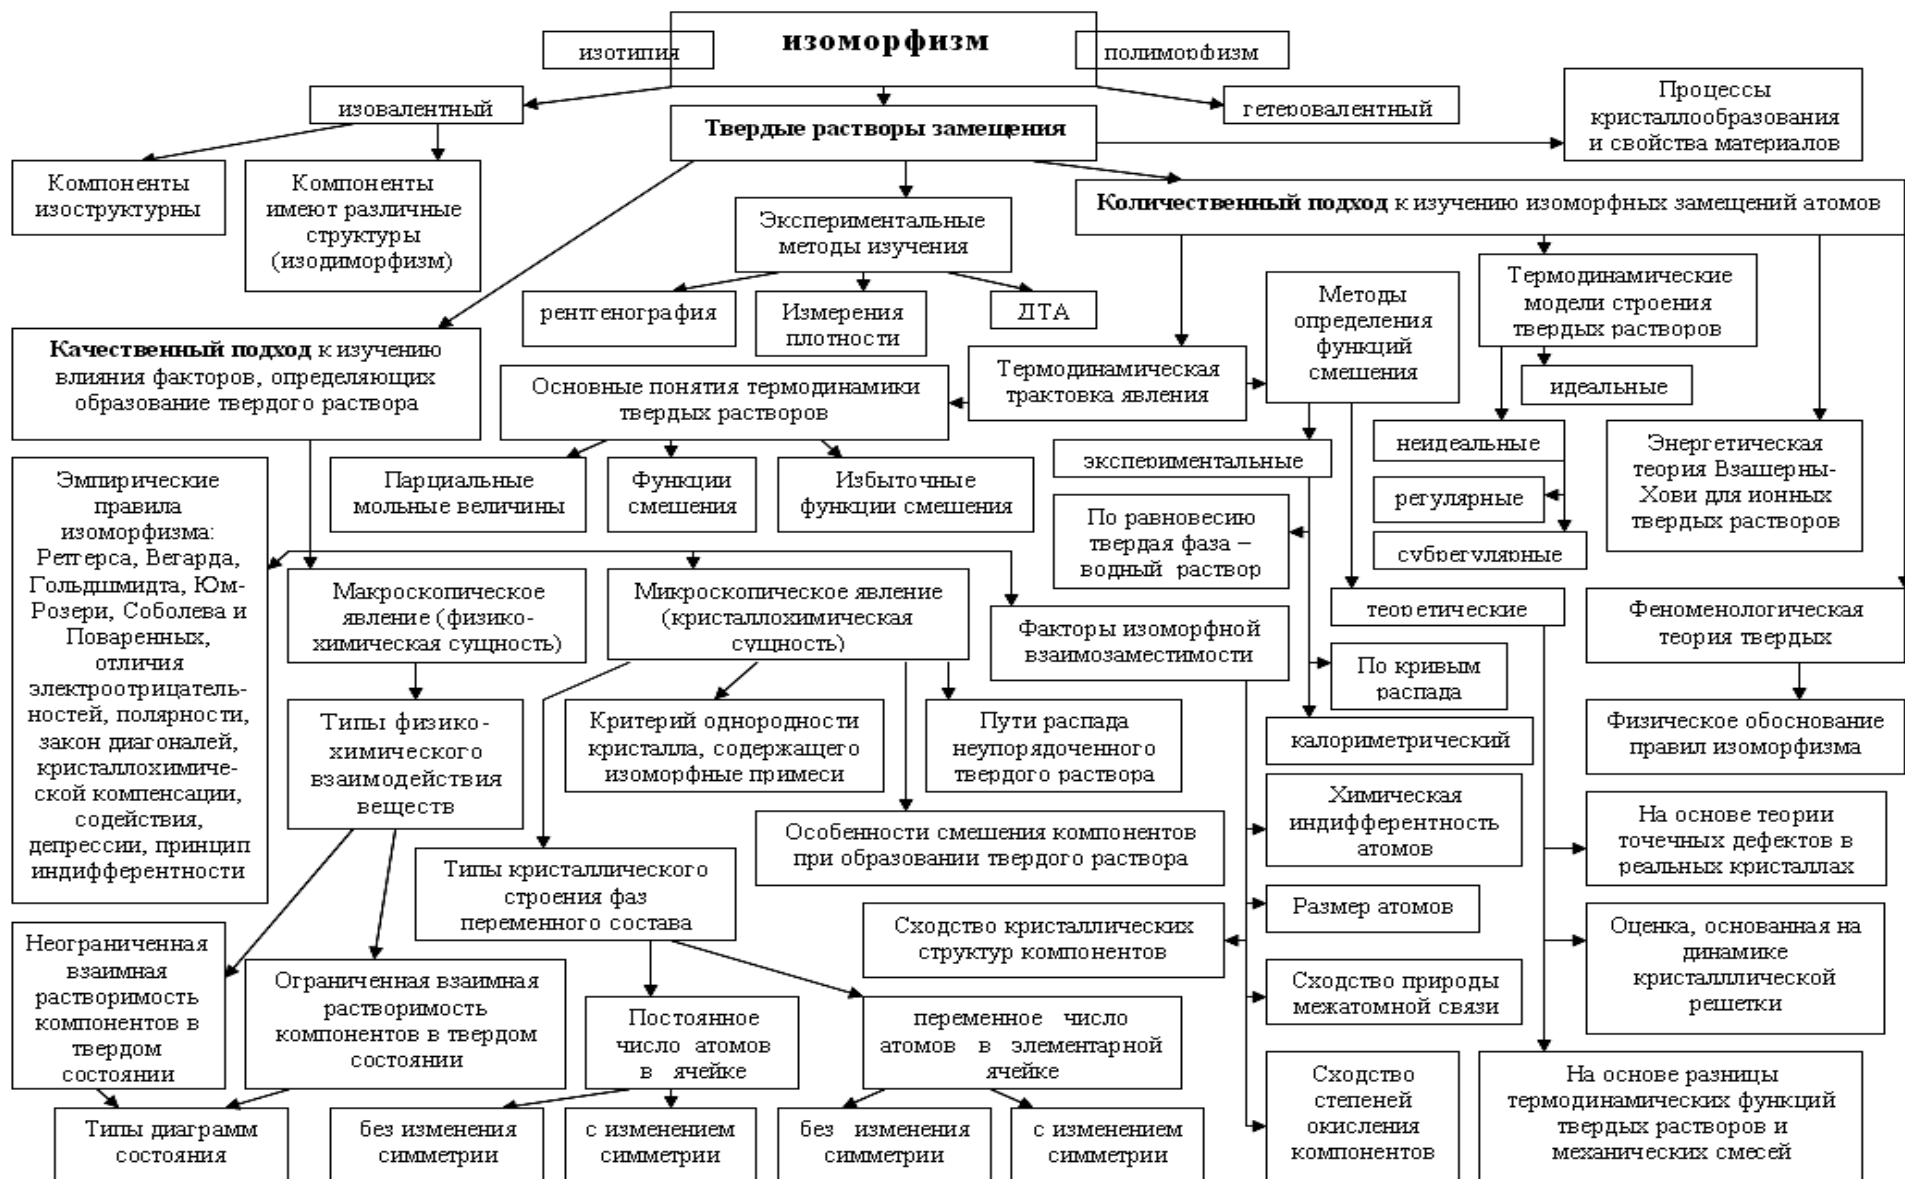 изотипия
изоморфизм
полиморфизм
изовалентный
гетеровалентный
Процессы
кристаллообразования
и свойства материалов
Твердые растворы замещения
Компоненты
изоструктурны
Компоненты
имеют различные
структуры
(изодиморфизм)
Экспериментальные
методы изучения
Количественный подход к изучению изоморфных замещений атомов
рентгенография
Измерения
плотности
ДТА
Методы
определения
функций
смешения
Термодинамические
модели строения
твердых растворов
Качественный подход к изучению
влияния факторов, определяющих
образование твердого раствора
Основные понятия термодинамики
твердых растворов
Термодинамическая
трактовка явления
идеальные
неидеальные
регулярные
субрегулярные
Энергетическая
теория Взашерны-
Хови для ионных
твердых растворов
Эмпирические
правила
изоморфизма:
Ретгерса, Вегарда,
Гольдшмидта, Юм-
Розери, Соболева и
Поваренных,
отличия
электроотрицатель-
ностей, полярности,
закон диагоналей,
кристаллохимиче-
ской компенсации,
содействия,
депрессии, принцип
индифферентности
Парциальные
мольные величины
Функции
смешения
Избыточные
функции смешения
экспериментальные
По равновесию
твердая фаза –
водный раствор
Макроскопическое
явление (физико-
химическая сущность)
Микроскопическое явление
(кристаллохимическая
сущность)
Факторы изоморфной
взаимозаместимости
теоретические
Феноменологическая
теория твердых
По кривым
распада
Типы физико-
химического
взаимодействия
веществ
Критерий однородности
кристалла, содержащего
изоморфные примеси
Пути распада
неупорядоченного
твердого раствора
калориметрический
Физическое обоснование
правил изоморфизма
Химическая
индифферентность
атомов
На основе теории
точечных дефектов в
реальных кристаллах
Особенности смешения компонентов
при образовании твердого раствора
Типы кристаллического
строения фаз
переменного состава
Размер атомов
Сходство кристаллических
структур компонентов
Оценка, основанная на
динамике
кристалллической
решетки
Неограниченная
взаимная
растворимость
компонентов в
твердом
состоянии
Ограниченная взаимная
растворимость
компонентов в твердом
состоянии
Постоянное
число атомов
в ячейке
переменное число
атомов в элементарной
ячейке
Сходство природы
межатомной связи
Сходство
степеней
окисления
компонентов
На основе разницы
термодинамических функций
твердых растворов и
механических смесей
Типы диаграмм
состояния
без изменения
симметрии
с изменением
симметрии
без изменения
симметрии
с изменением
симметрии